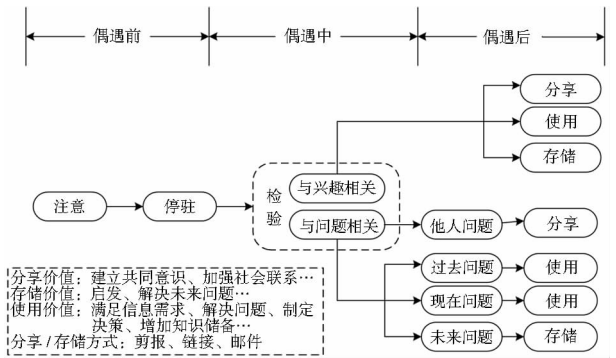 偶遇前 偶遇中 偶遇后
分享
使用
存储
检验
与兴趣相关
注意 停驻
与问题相关 他人问题 分享
过去问题 使用
现在问题 使用
未来问题 存储
分享价值：建立共同意识、加强社会联系…
存储价值：启发、解决未来问题…
使用价值：满足信息需求、解决问题、制定
决策、增加知识储备…
分享/存储方式：剪报、链接、邮件